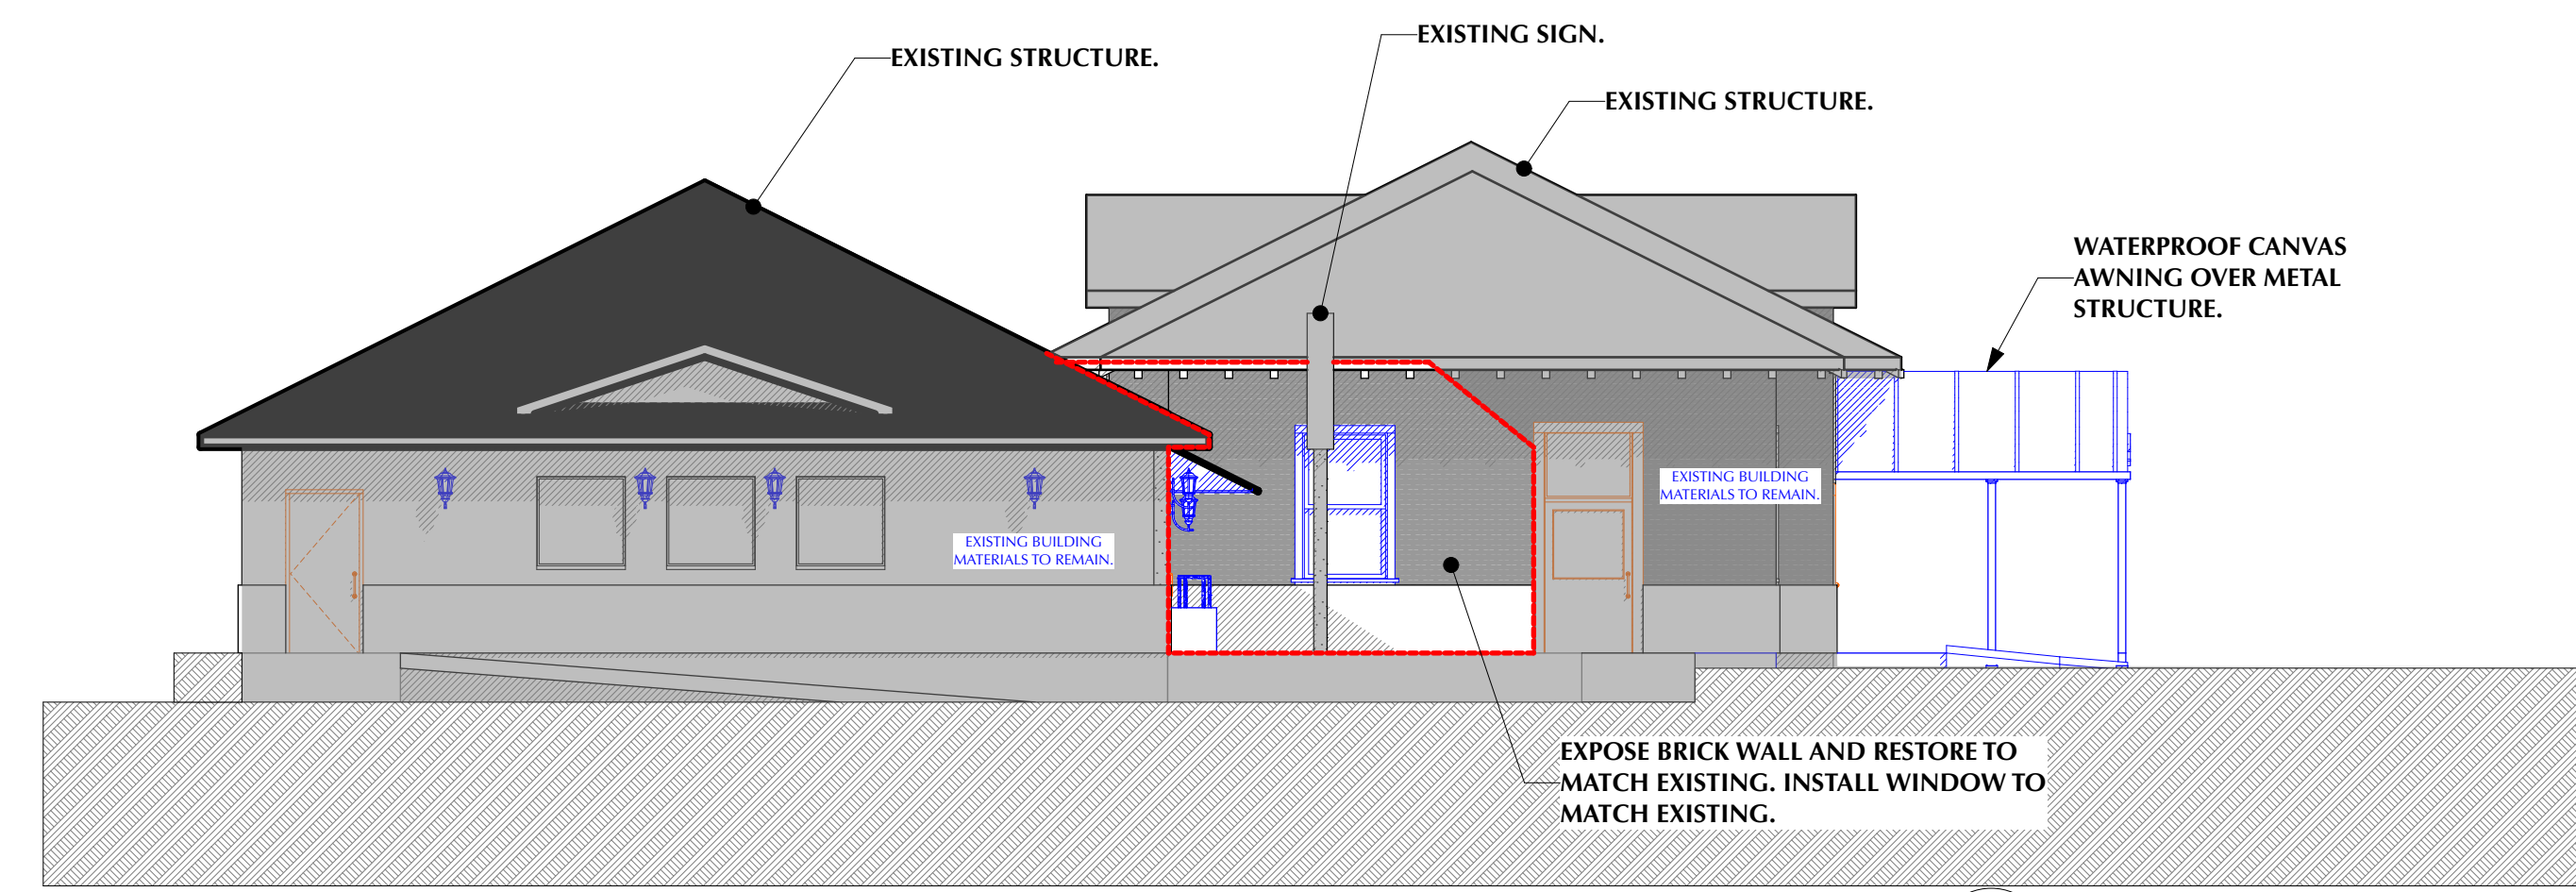 EXISTING STRUCTURE.
EXISTING SIGN.
EXISTING STRUCTURE.
WATERPROOF CANVAS
AWNING OVER METAL
STRUCTURE.
EXISTING BUILDING
MATERIALS TO REMAIN.
EXISTING BUILDING
MATERIALS TO REMAIN.
EXPOSE BRICK WALL AND RESTORE TO
MATCH EXISTING. INSTALL WINDOW TO
MATCH EXISTING.